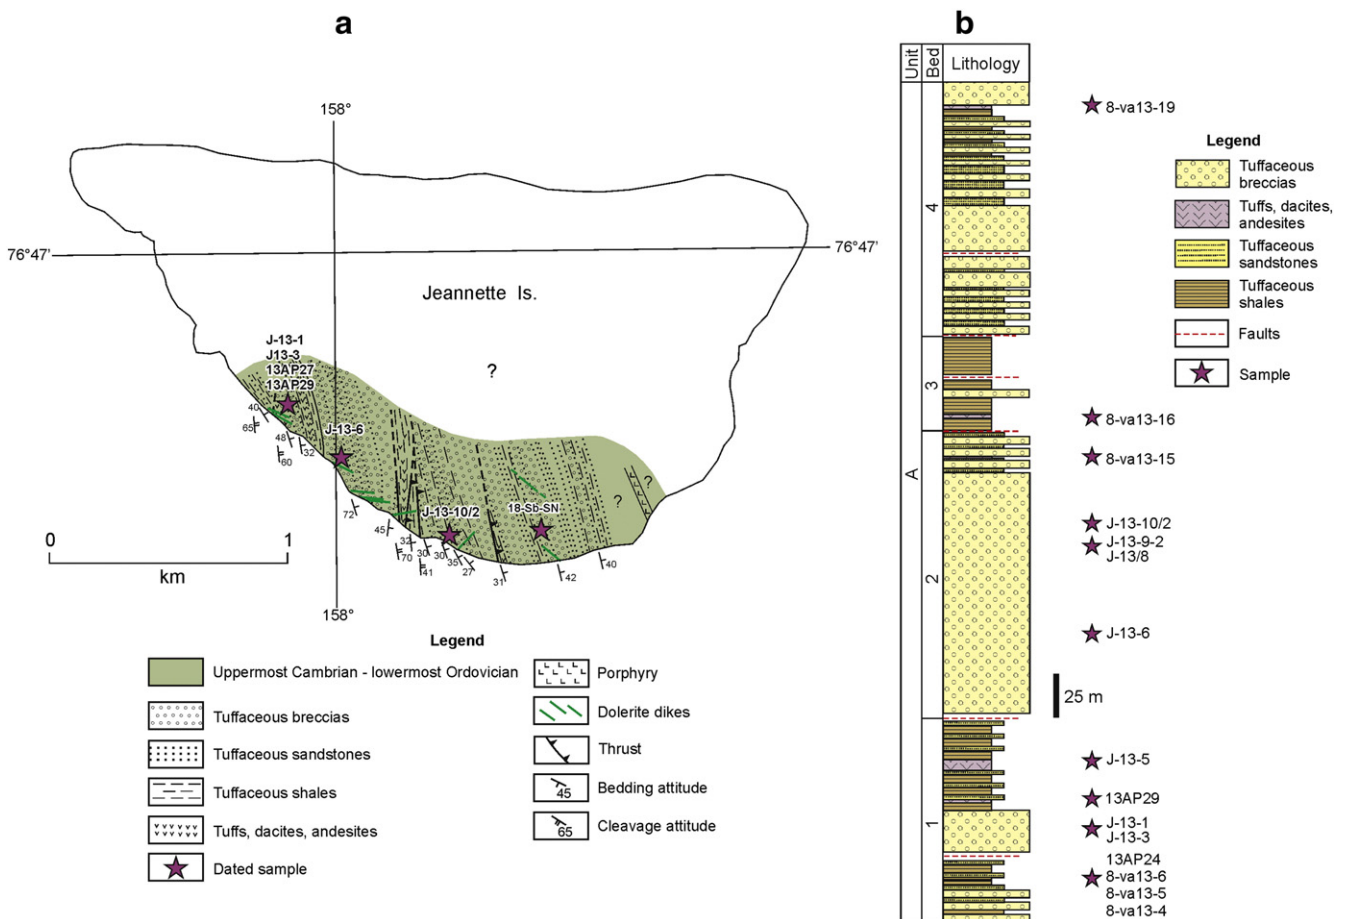 a
158°
76°47'
76°47'
Jeannette Is.
?
J-13-1
J13-3
13AP27
13AP29
J-13-6
40
65
48
60
32
72
45
32
70
30
41
30
35
27
31
42
40
J-13-10/2
18-Sb-SN
?
?
0
1
km
158°
Legend
Uppermost Cambrian - lowermost Ordovician
Tuffaceous breccias
Tuffaceous sandstones
Tuffaceous shales
Tuffs, dacites, andesites
Dated sample
Porphyry
Dolerite dikes
Thrust
45
Bedding attitude
65
Cleavage attitude
b
Unit
Bed
Lithology
A
4
3
2
1
8-va13-19
8-va13-16
8-va13-15
J-13-10/2
J-13-9-2
J-13/8
J-13-6
25 m
J-13-5
13AP29
J-13-1
J-13-3
13AP24
8-va13-6
8-va13-5
8-va13-4
Legend
Tuffaceous
breccias
Tuffs, dacites,
andesites
Tuffaceous
sandstones
Tuffaceous
shales
Faults
Sample